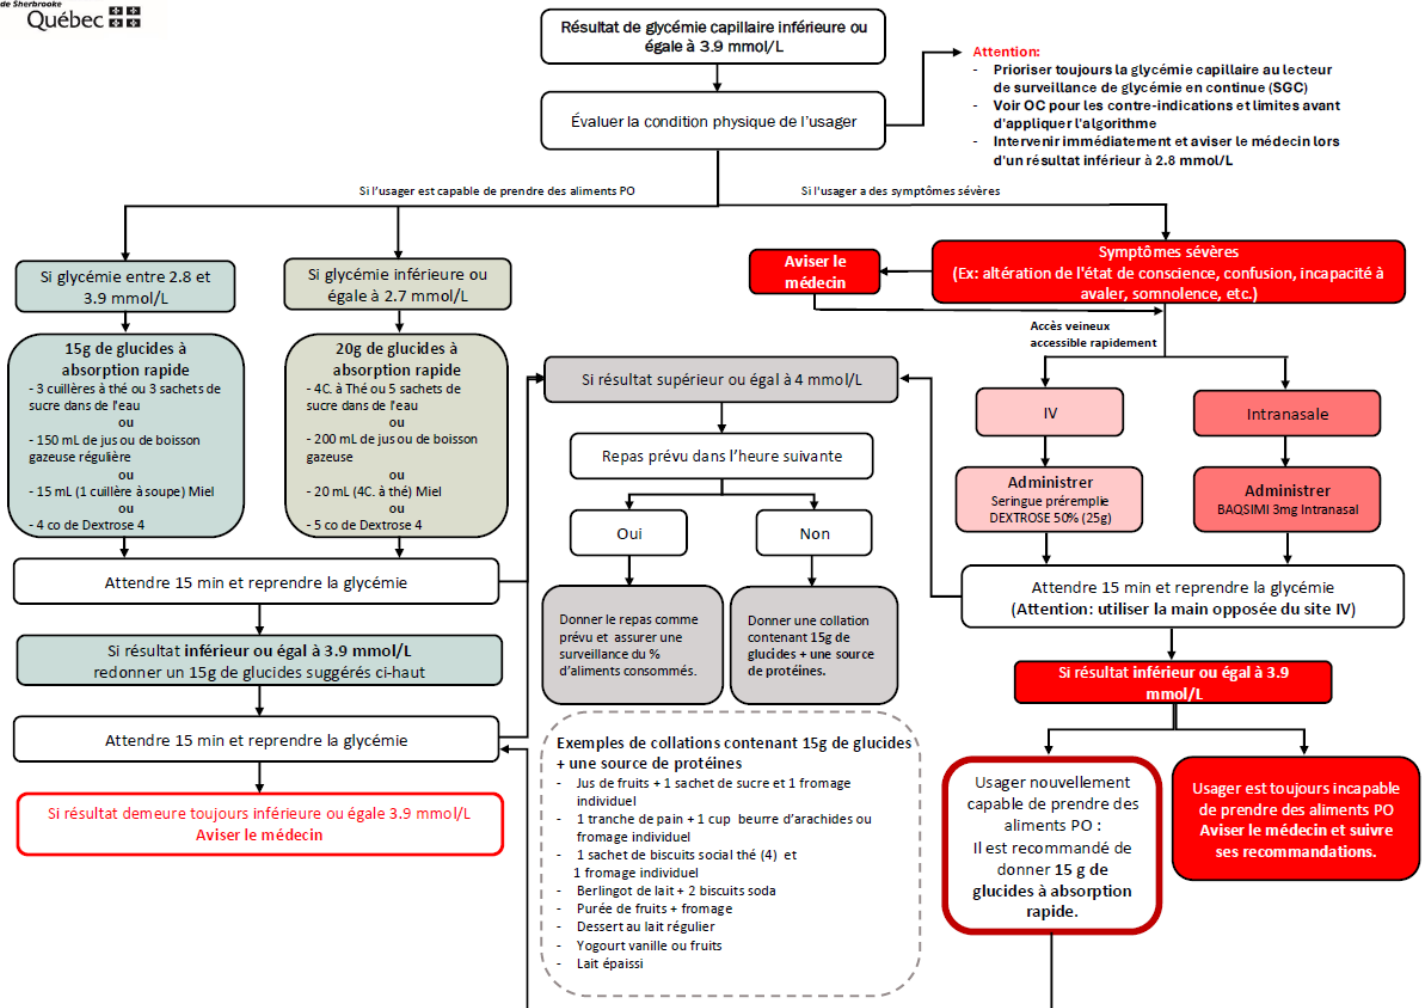 de Sherbrooke
Québec
Résultat de glycémie capillaire inférieure ou
égale à 3.9 mmol/L
Évaluer la condition physique de l'usager
Attention:
- Prioriser toujours la glycémie capillaire au lecteur
de surveillance de glycémie en continue (SGC)
- Voir OC pour les contre-indications et limites avant
d'appliquer l'algorithme
- Intervenir immédiatement et aviser le médecin lors
d'un résultat inférieur à 2.8 mmol/L
Si l'usager est capable de prendre des aliments PO
Si l'usager a des symptômes sévères
Si glycémie entre 2.8 et
3.9 mmol/L
Si glycémie inférieure ou
égale à 2.7 mmol/L
Aviser le
médecin
Symptômes sévères
(Ex: altération de l'état de conscience, confusion, incapacité à
avaler, somnolence, etc.)
Accès veineux
accessible rapidement
15g de glucides à
absorption rapide
- 3 cuillères à thé ou 3 sachets de
sucre dans de l'eau
ou
- 150 mL de jus ou de boisson
gazeuse régulière
ou
- 15 mL (1 cuillère à soupe) Miel
ou
- 4 co de Dextrose 4
20g de glucides à
absorption rapide
- 4C. à Thé ou 5 sachets de
sucre dans de l'eau
ou
- 200 mL de jus ou de boisson
gazeuse
ou
- 20 mL (4C. à thé) Miel
ou
- 5 co de Dextrose 4
Si résultat supérieur ou égal à 4 mmol/L
Repas prévu dans l'heure suivante
Oui
Non
IV
Intranasale
Administrer
Seringue préremplie
DEXTROSE 50% (25g)
Administrer
BAQSIMI 3mg Intranasal
Attendre 15 min et reprendre la glycémie
Attendre 15 min et reprendre la glycémie
(Attention: utiliser la main opposée du site IV)
Donner le repas comme
prévu et assurer une
surveillance du %
d'aliments consommés.
Donner une collation
contenant 15g de
glucides + une source
de protéines.
Si résultat inférieur ou égal à 3.9 mmol/L
redonner un 15g de glucides suggérés ci-haut
Si résultat inférieur ou égal à 3.9
mmol/L
Attendre 15 min et reprendre la glycémie
Si résultat demeure toujours inférieure ou égale 3.9 mmol/L
Aviser le médecin
Exemples de collations contenant 15g de glucides
+ une source de protéines
- Jus de fruits + 1 sachet de sucre et 1 fromage
individuel
- 1 tranche de pain + 1 cup beurre d'arachides ou
fromage individuel
- 1 sachet de biscuits social thé (4) et
1 fromage individuel
- Berlingot de lait + 2 biscuits soda
- Purée de fruits + fromage
- Dessert au lait régulier
- Yogourt vanille ou fruits
- Lait épaissi
Usager nouvellement
capable de prendre des
aliments PO :
Il est recommandé de
donner 15 g de
glucides à absorption
rapide.
Usager est toujours incapable
de prendre des aliments PO
Aviser le médecin et suivre
ses recommandations.